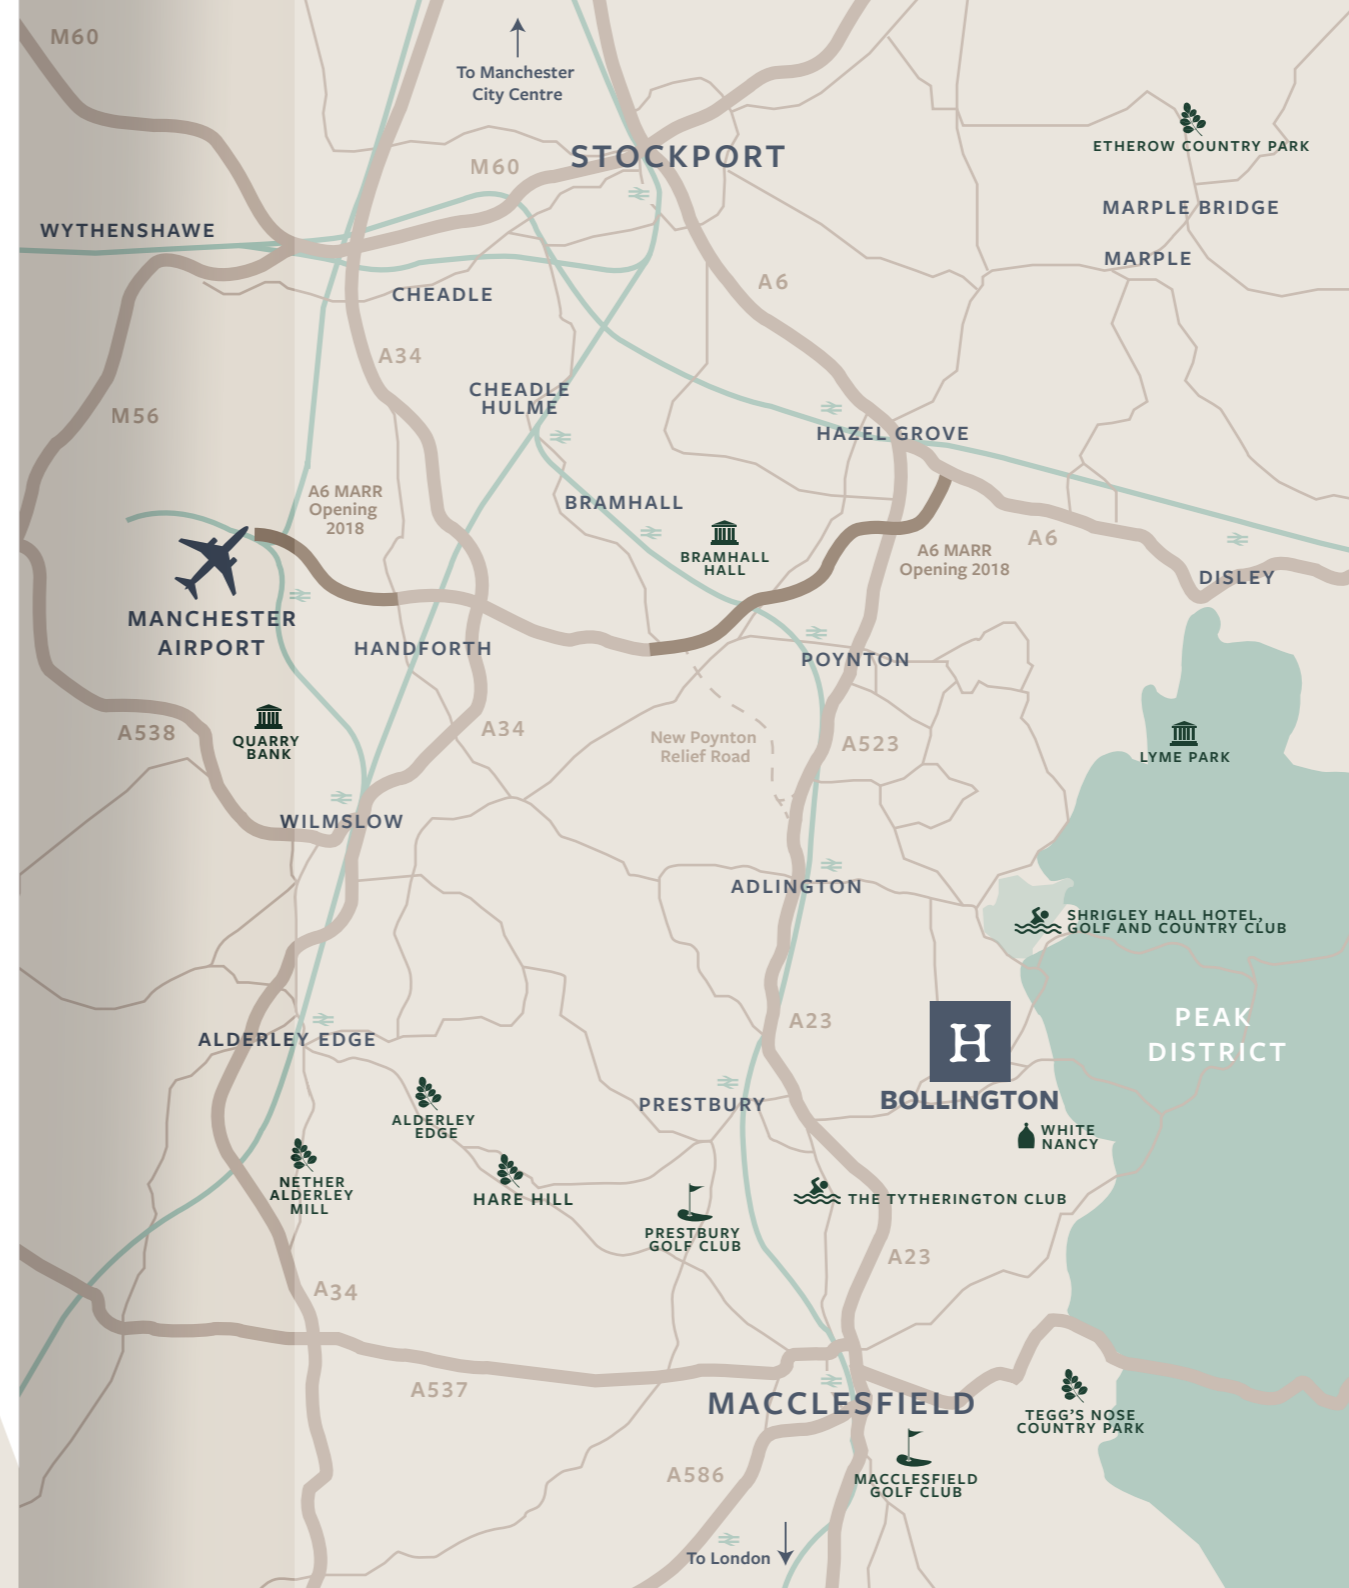 M60
To Manchester
City Centre
ETHEROW COUNTRY PARK
STOCKPORT
M60
MARPLE BRIDGE
WYTHENSHAWE
MARPLE
A6
CHEADLE
A34
CHEADLE
HULME
M56
HAZEL GROVE
A6 MARR
Opening
2018
BRAMHALL
A6
BRAMHALL
HALL
A6 MARR
Opening 2018
DISLEY
MANCHESTER
AIRPORT
HANDFORTH
POYNTON
A538
QUARRY
BANK
A34
New Poynton
Relief Road
A523
LYME PARK
WILMSLOW
ADLINGTON
SHRIGLEY HALL HOTEL,
GOLF AND COUNTRY CLUB
PEAK
DISTRICT
A23
H
ALDERLEY EDGE
BOLLINGTON
PRESTBURY
ALDERLEY
EDGE
WHITE
NANCY
NETHER
ALDERLEY
MILL
HARE HILL
THE TYTHERINGTON CLUB
PRESTBURY
GOLF CLUB
A23
A34
A537
MACCLESFIELD
TEGG'S NOSE
COUNTRY PARK
A586
MACCLESFIELD
GOLF CLUB
To London